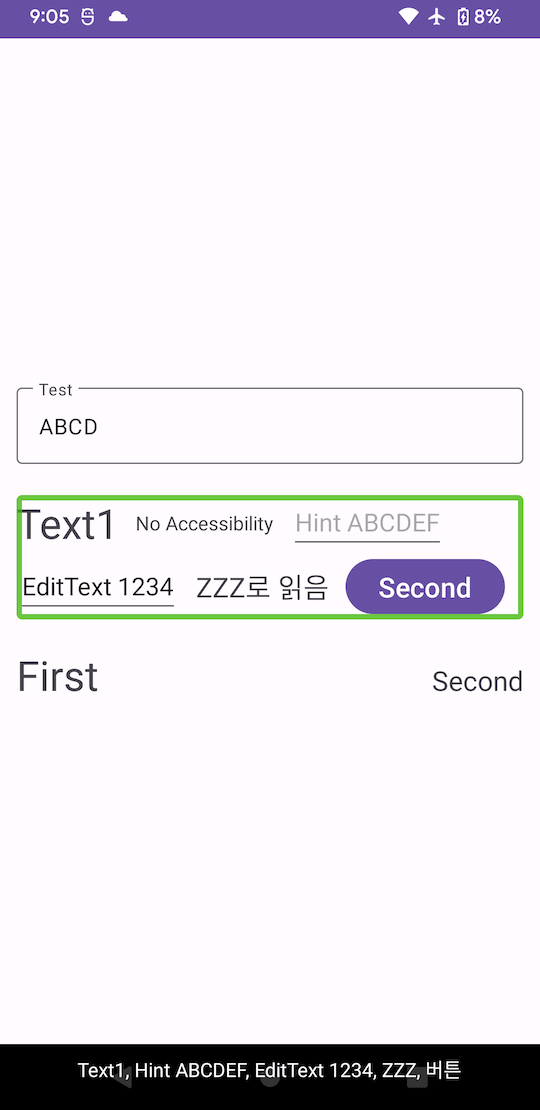 9:05 8%
Test
ABCD
Text1 No Accessibility Hint ABCDEF
EditText 1234 ZZZ로 읽음 Second
First Second
Text1, Hint ABCDEF, EditText 1234, ZZZ, 버튼